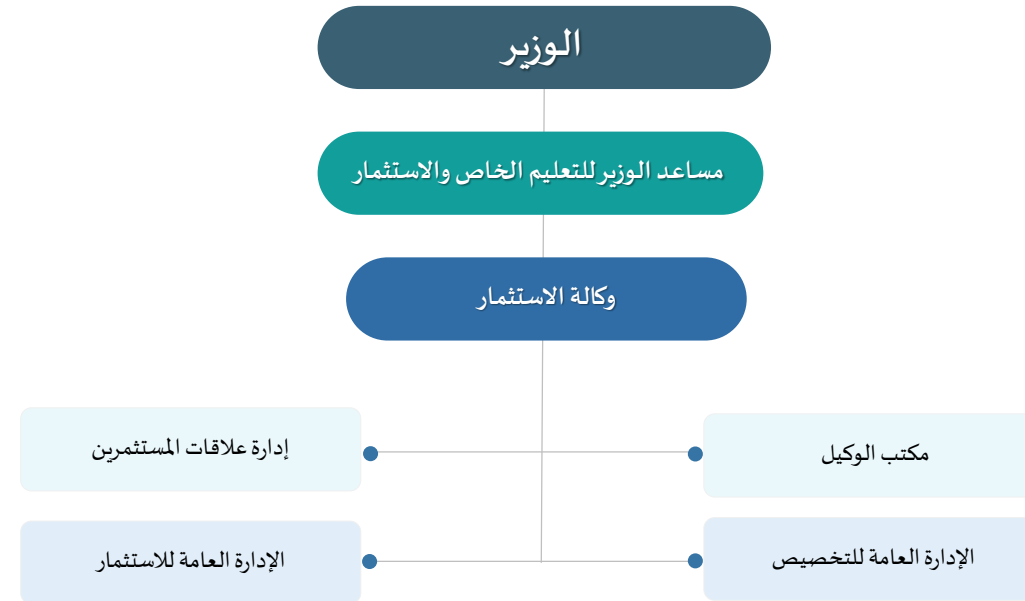 الوزير
مساعد الوزير للتعليم الخاص والاستثمار
وكالة الاستثمار
مكتب الوكيل
إدارة علاقات المستثمرين
الإدارة العامة للتخصيص
الإدارة العامة للاستثمار